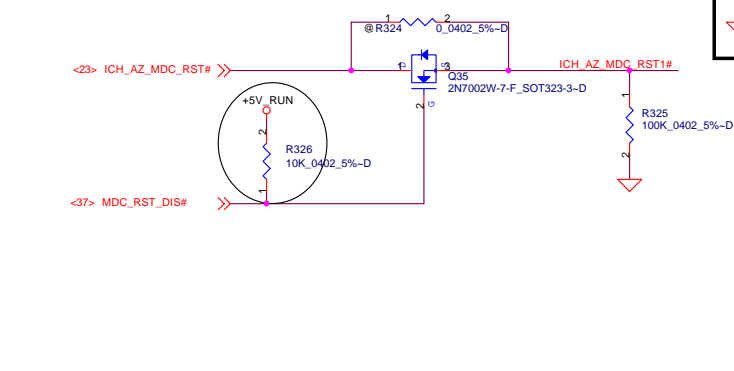 1
2
@R324
0_0402_5%~D
<23> ICH_AZ_MDC_RST#
1
D
S
3
ICH_AZ_MDC_RST1#
Q35
2N7002W-7-F_SOT323-3~D
+5V_RUN
2
G
1
R325
100K_0402_5%~D
2
R326
10K_0402_5%~D
1
2
<37> MDC_RST_DIS#